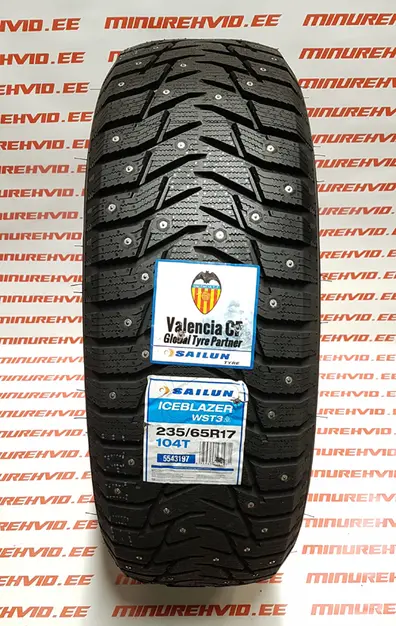 MINUREHVID.EE
Valencia CF
Global Tyre Partner
SAILUN TYRE
SAILUN
ICEBLAZER
WST3
235/65R17
104T
5543197